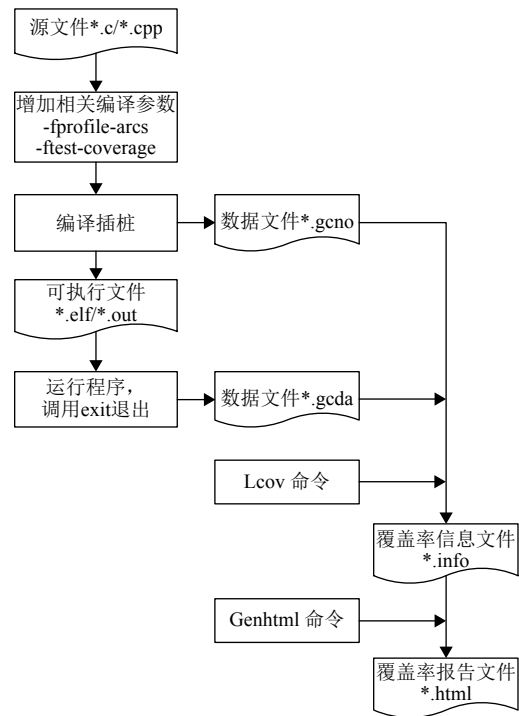 源文件*.c/*.cpp
增加相关编译参数
-fprofile-arcs
-ftest-coverage
编译插桩
数据文件*.gcno
可执行文件
*.elf/*.out
运行程序，
调用exit退出
数据文件*.gcda
Lcov 命令
覆盖率信息文件
*.info
Genhtml 命令
覆盖率报告文件
*.html